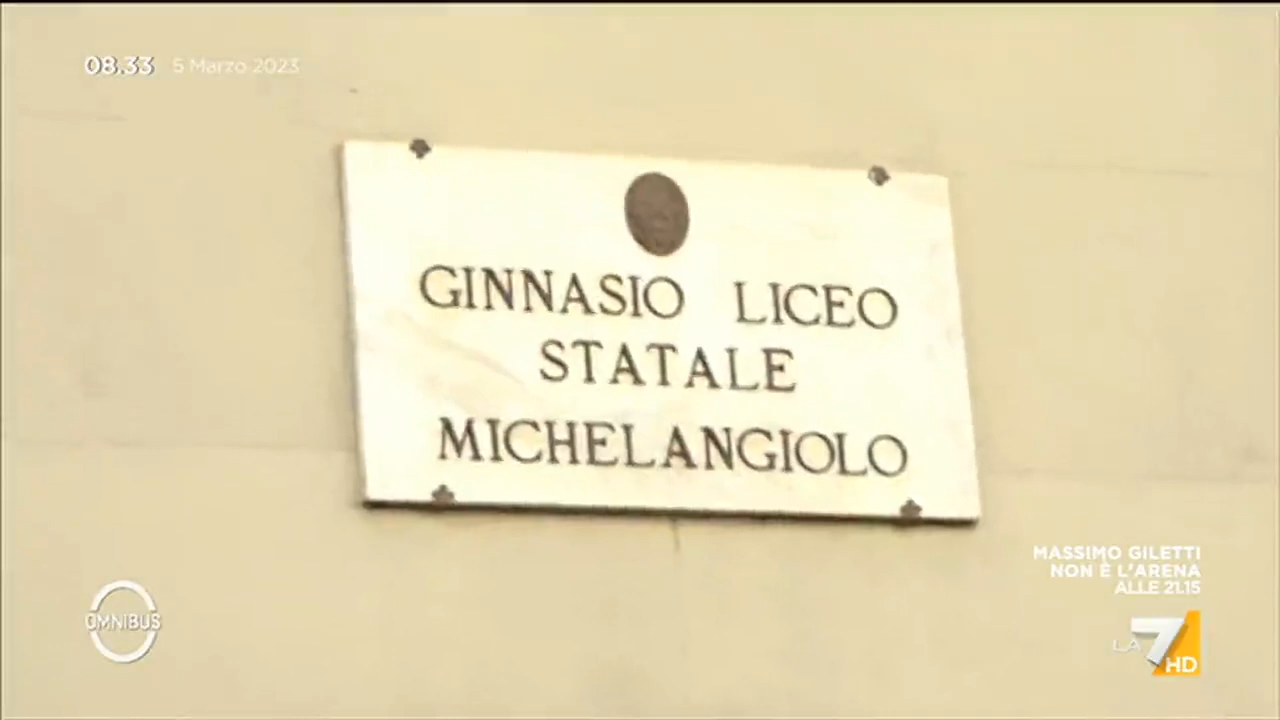 08.33 5 Marzo 2023
GINNASIO LICEO
STATALE
MICHELANGIOLO
MASSIMO GILETTI
NON È L'ARENA
ALLE 21.15
OMNIBUS
LA7
HD